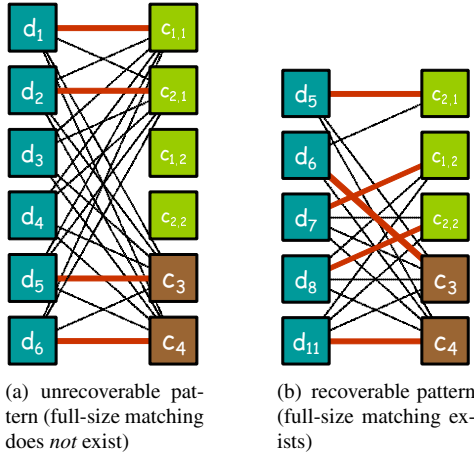 d1 c1,1
d2 c2,1
d3 c1,2
d4 c2,2
d5 c3
d6 c4
(a) unrecoverable pat-
tern (full-size matching
does not exist)
d5 c2,1
d6 c1,2
d7 c2,2
d8 c3
d11 c4
(b) recoverable pattern
(full-size matching ex-
ists)